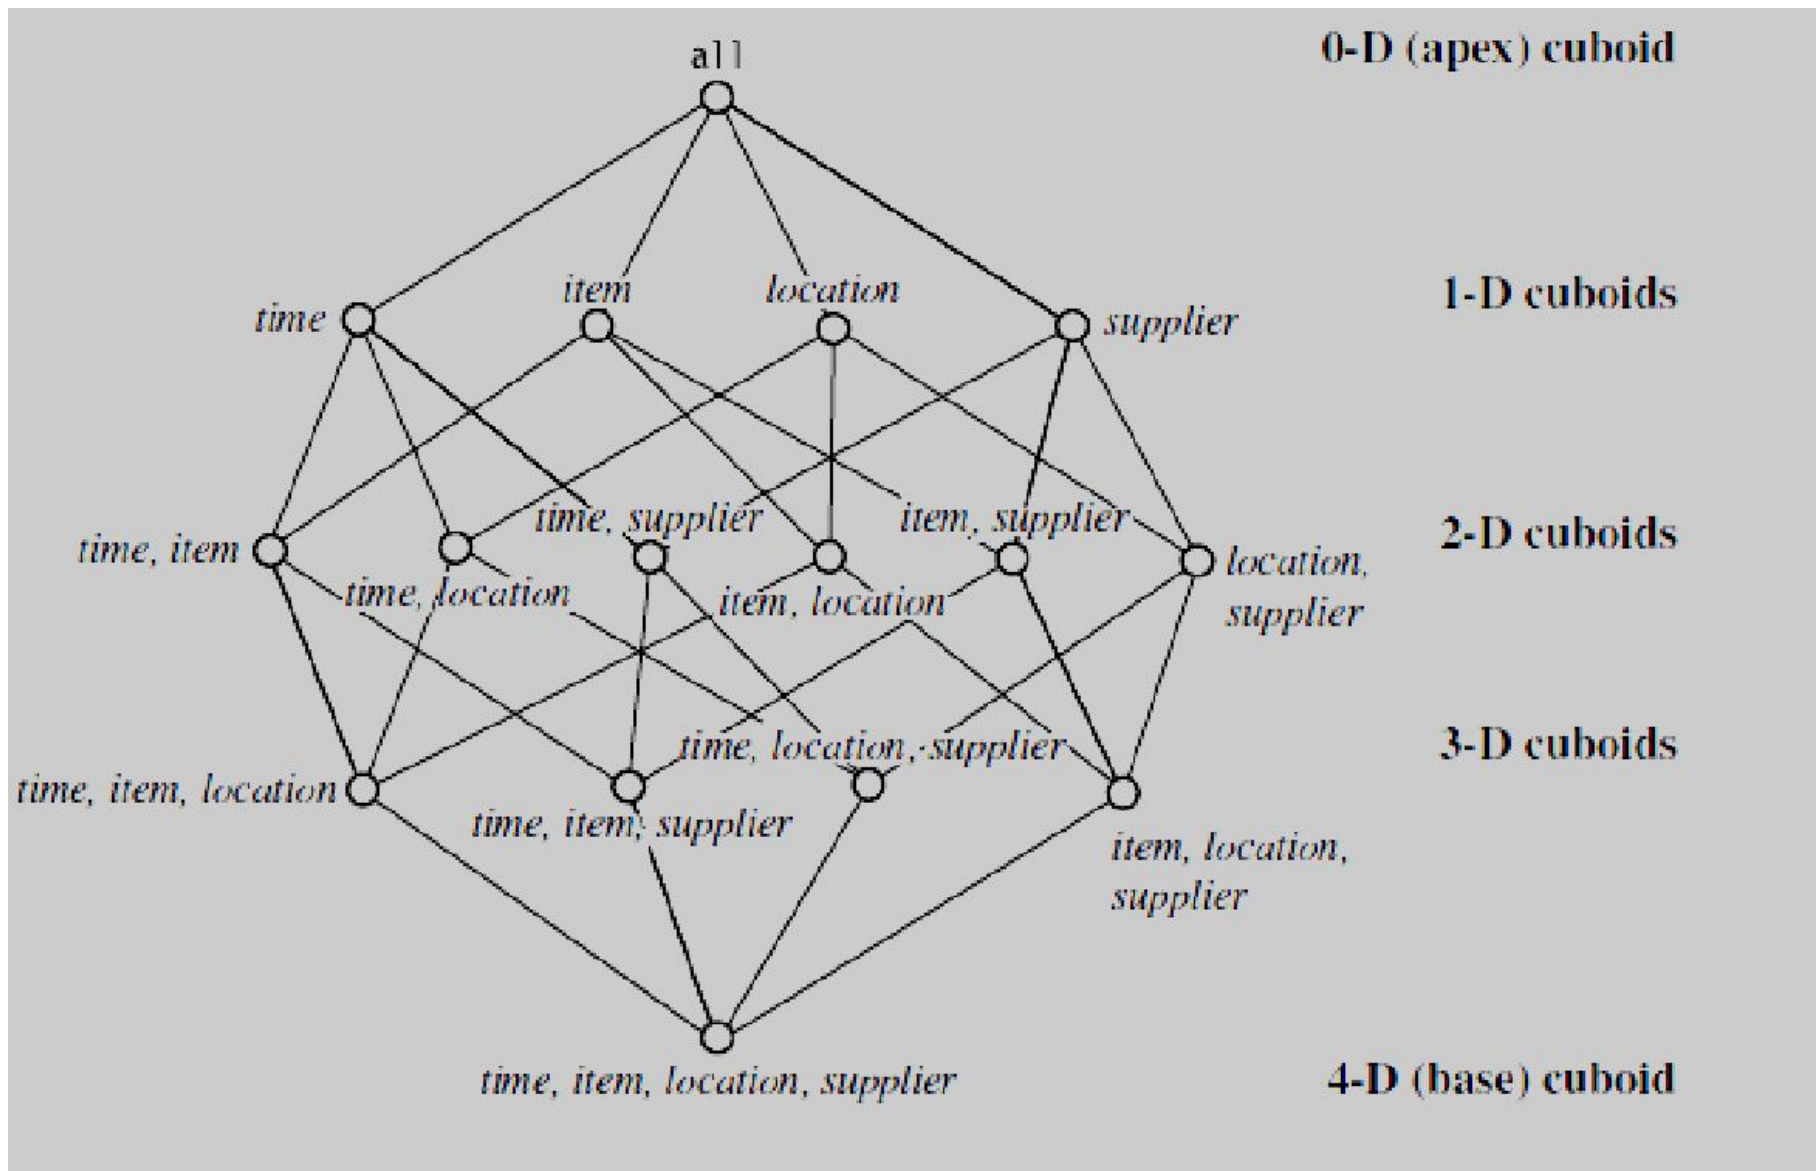 all
0-D (apex) cuboid
time
item
location
supplier
1-D cuboids
time, item
time, location
time, supplier
item, location
item, supplier
location,
supplier
2-D cuboids
time, item, location
time, item, supplier
time, location, supplier
item, location,
supplier
3-D cuboids
time, item, location, supplier
4-D (base) cuboid